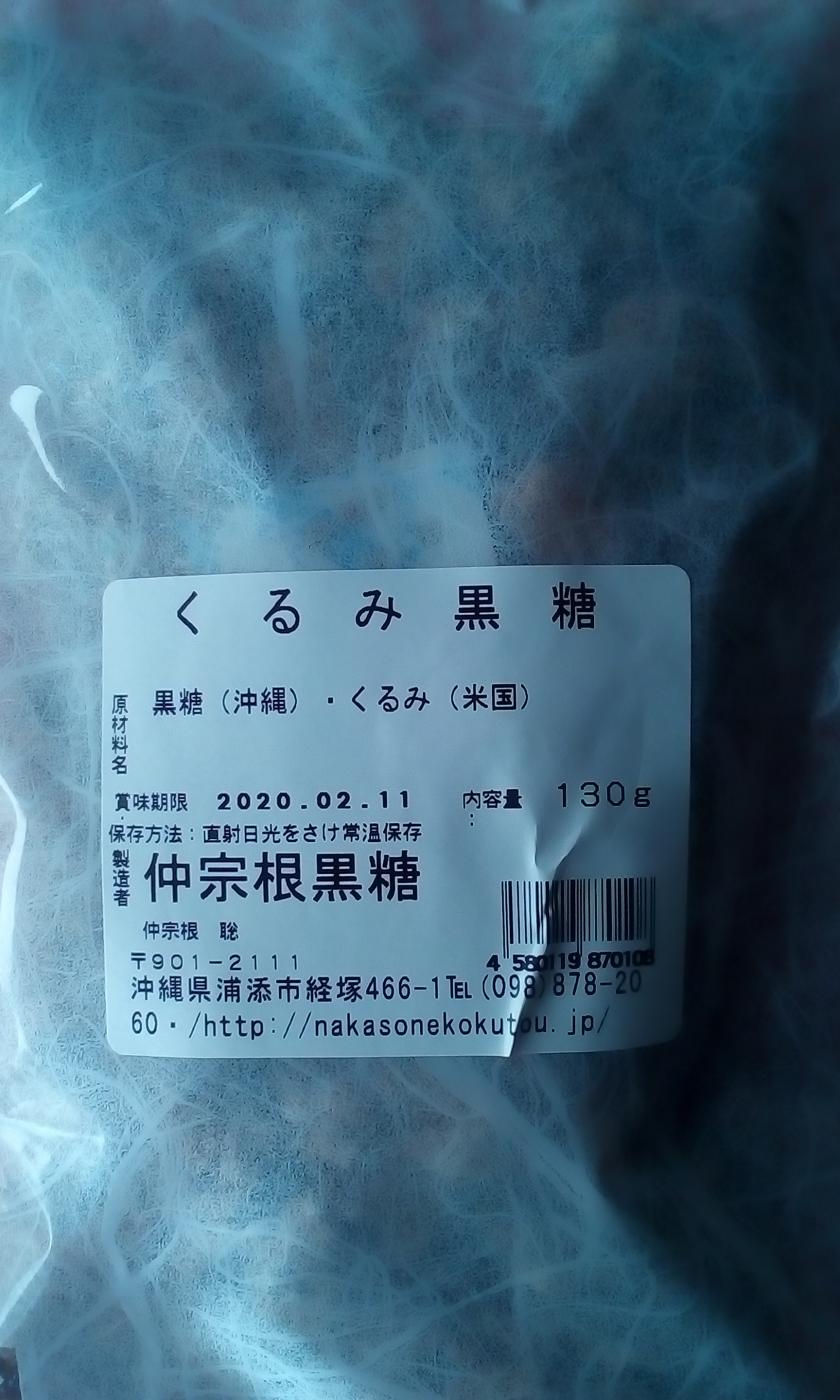 くるみ黒糖
原材料名 黒糖（沖縄）・くるみ（米国）
賞味期限 2020.02.11 内容量: 130g
保存方法：直射日光をさけ常温保存
製造者 仲宗根黒糖
仲宗根 聡
〒901-2111
4 580119 870108
沖縄県浦添市経塚466-1℡(098)878-20
60・/http://nakasonekokutou.jp/